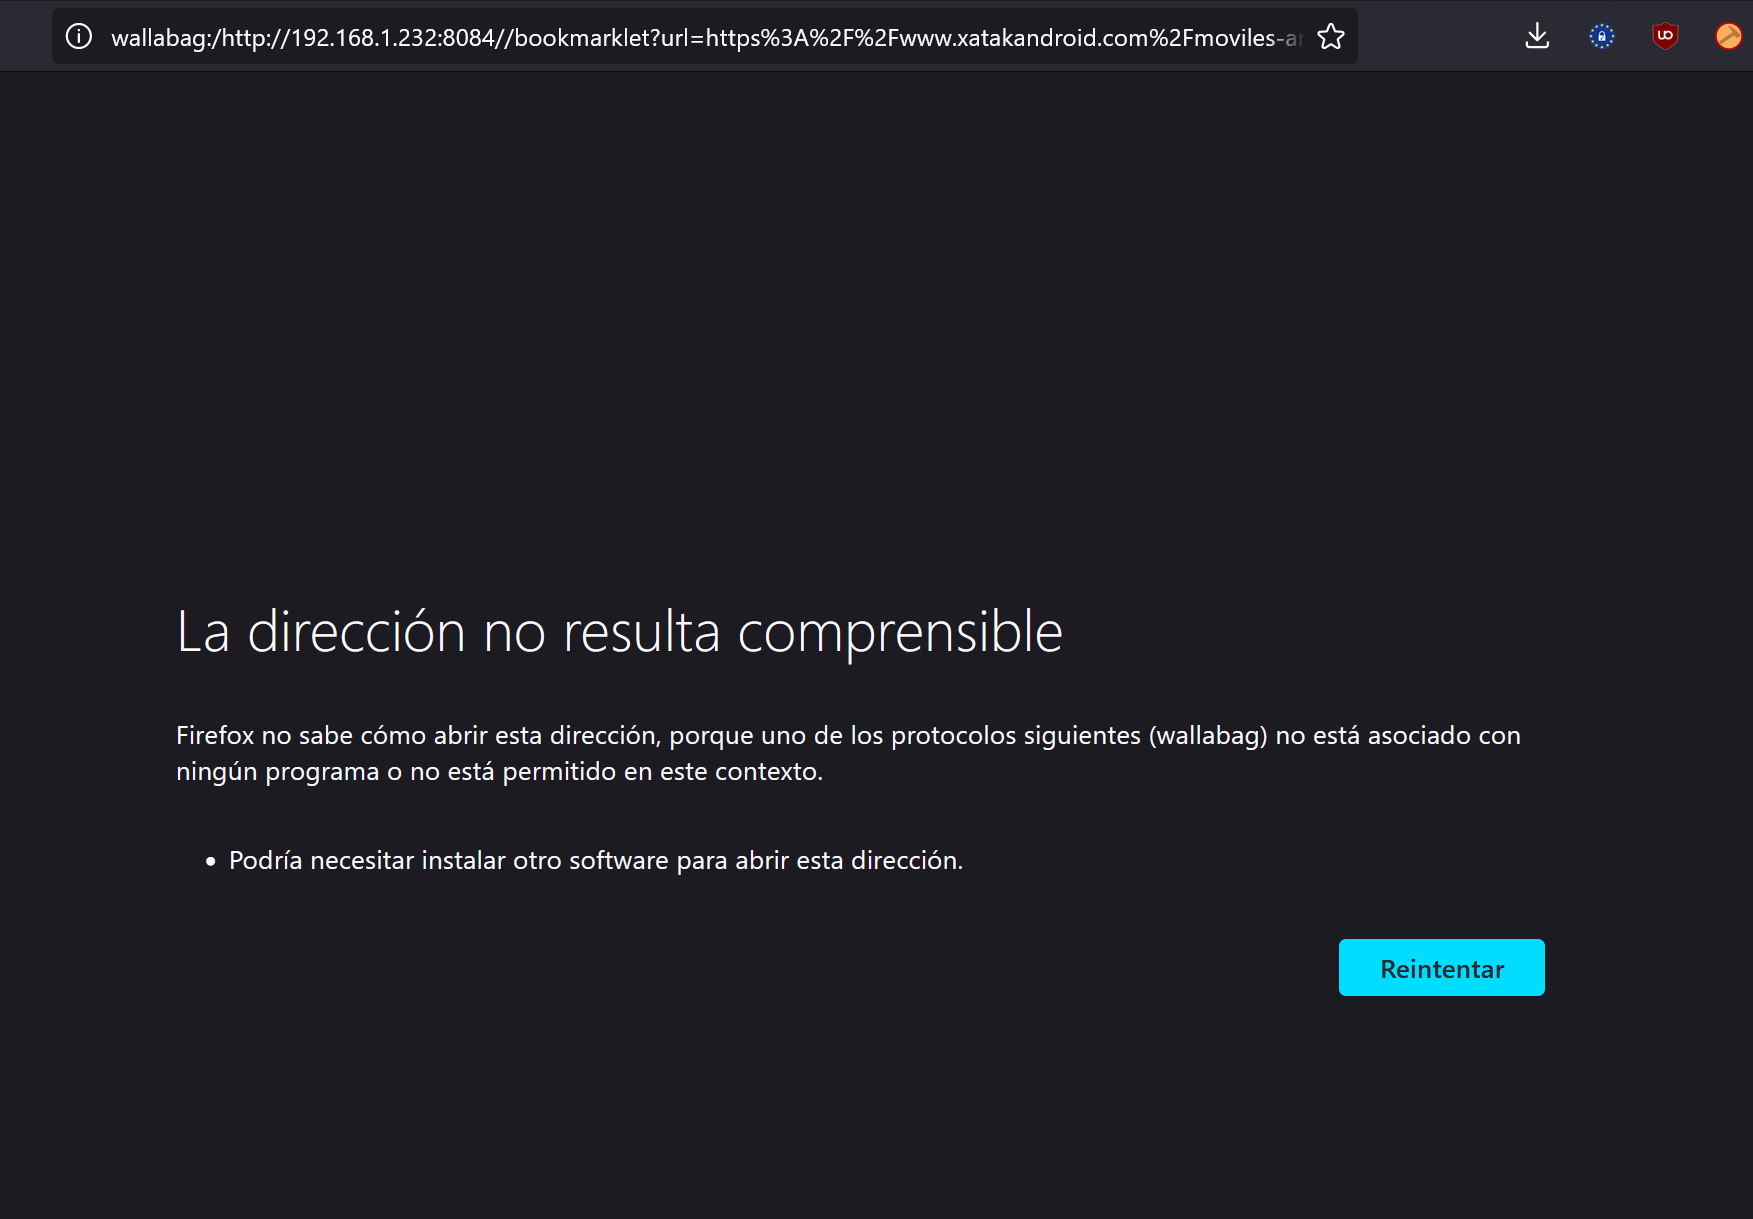 wallabag:/http://192.168.1.232:8084//bookmarklet?url=https%3A%2F%2Fwww.xatakandroid.com%2Fmoviles-ar
La dirección no resulta comprensible
Firefox no sabe cómo abrir esta dirección, porque uno de los protocolos siguientes (wallabag) no está asociado con
ningún programa o no está permitido en este contexto.
• Podría necesitar instalar otro software para abrir esta dirección.
Reintentar